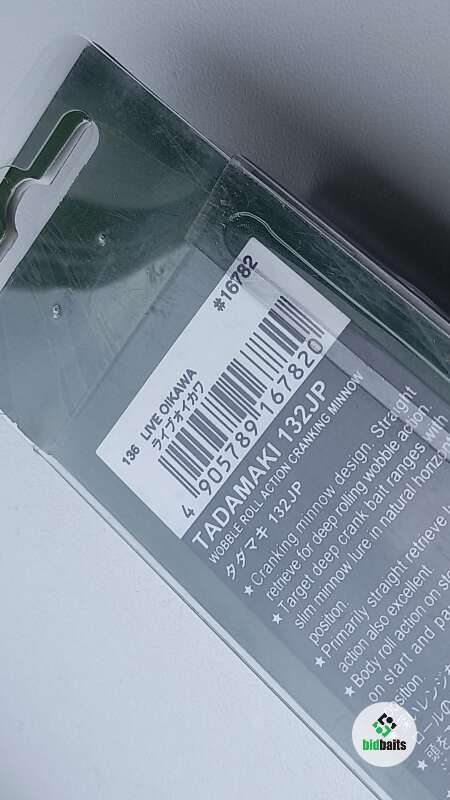 #16782
136 LIVE OIKAWA
ライブオイカワ
4 905789 167820
TADAMAKI 132JP
WOBBLE ROLL ACTION CRANKING MINNOW
タダマキ 132JP
★ Cranking minnow design. Straight
retrieve for deep rolling wobble action.
★ Target deep crank bait ranges with
slim minnow lure in natural horizont
position.
★ Primarily straight retrieve
action also excellent.
★ Body roll action on
on start and
bidbaits